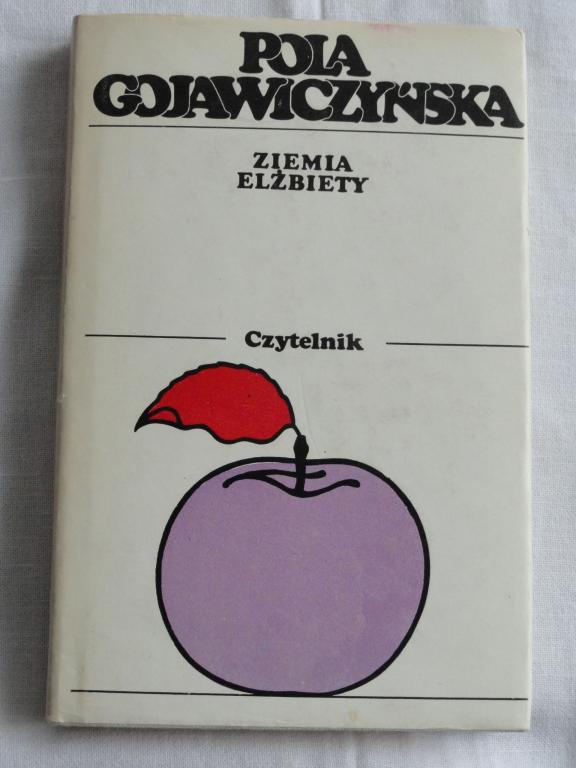 POLA
GOJAWICZYŃSKA
ZIEMIA
ELŻBIETY
Czytelnik